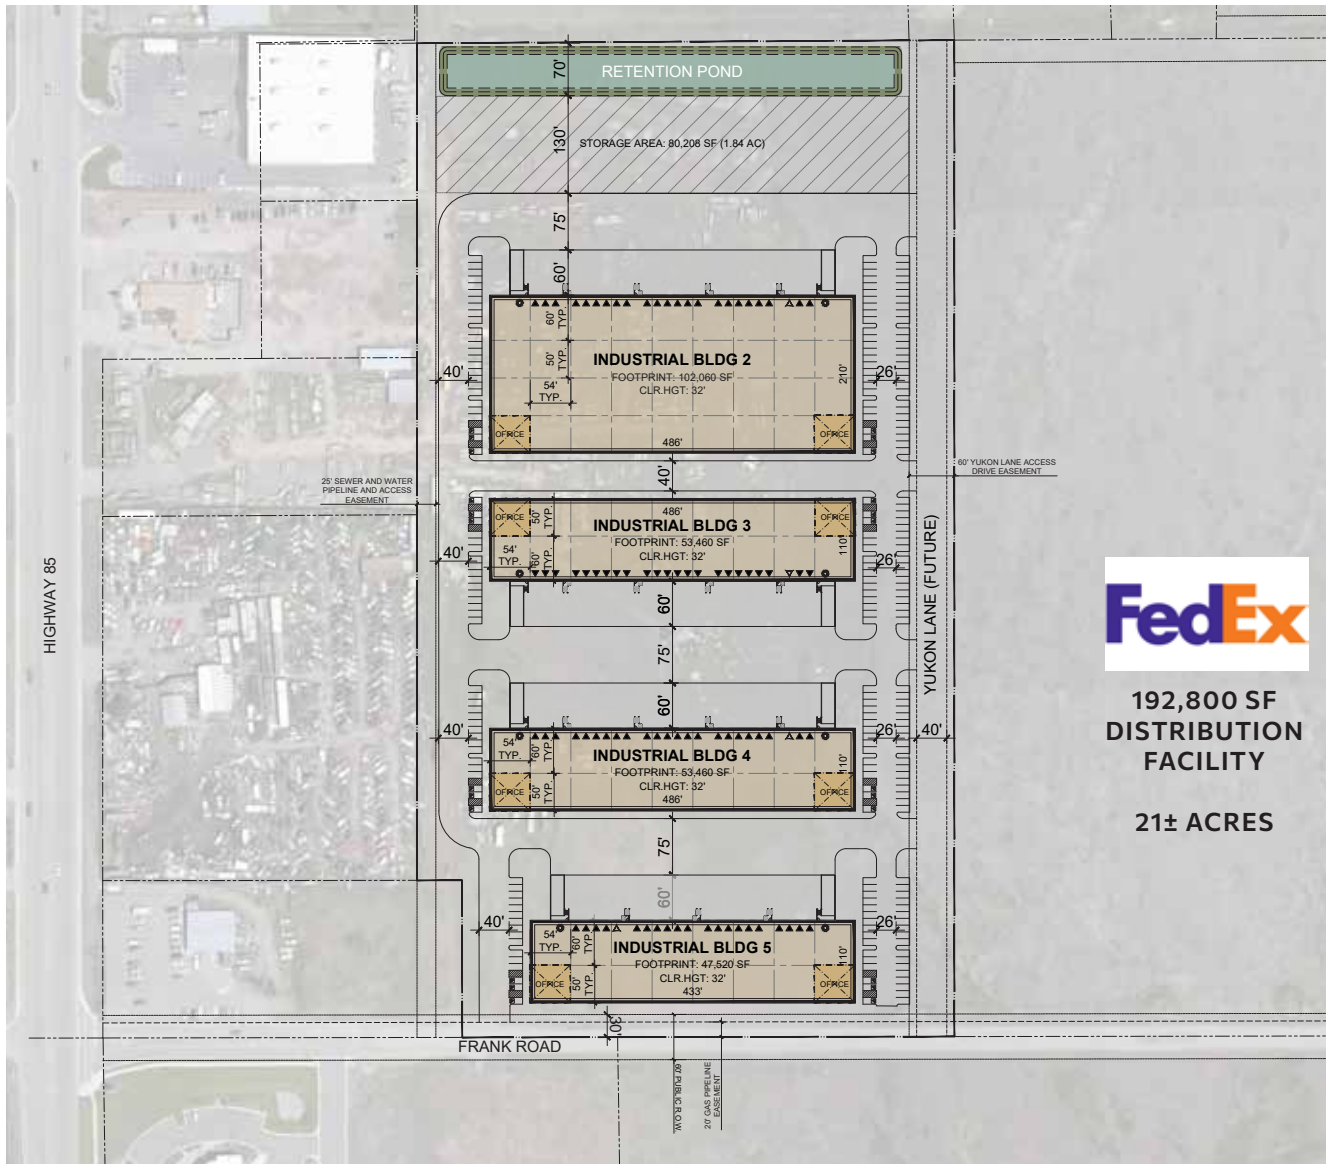 70'
RETENTION POND
130'
STORAGE AREA: 80,208 SF (1.84 AC)
75'
60'
60'
TYP.
50'
TYP.
54'
TYP.
INDUSTRIAL BLDG 2
FOOTPRINT: 102,060 SF
CLR.HGT: 32'
210'
40'
26'
OFFICE
OFFICE
486'
40'
25' SEWER AND WATER
PIPELINE AND ACCESS
EASEMENT
60' YUKON LANE ACCESS
DRIVE EASEMENT
OFFICE
50'
TYP.
486'
INDUSTRIAL BLDG 3
FOOTPRINT: 53,460 SF
CLR.HGT: 32'
OFFICE
54'
TYP.
60'
TYP.
110'
40'
26'
60'
75'
60'
HIGHWAY 85
YUKON LANE (FUTURE)
FedEx
192,800 SF
DISTRIBUTION
FACILITY
21± ACRES
40'
54'
TYP.
60'
TYP.
INDUSTRIAL BLDG 4
FOOTPRINT: 53,460 SF
CLR.HGT: 32'
486'
110'
26'
40'
OFFICE
50'
TYP.
OFFICE
75'
60'
40'
54'
TYP.
60'
TYP.
INDUSTRIAL BLDG 5
FOOTPRINT: 47,520 SF
CLR.HGT: 32'
433'
110'
26'
OFFICE
50'
TYP.
OFFICE
30'
FRANK ROAD
60' PUBLIC R.O.W.
20' GAS PIPELINE
EASEMENT